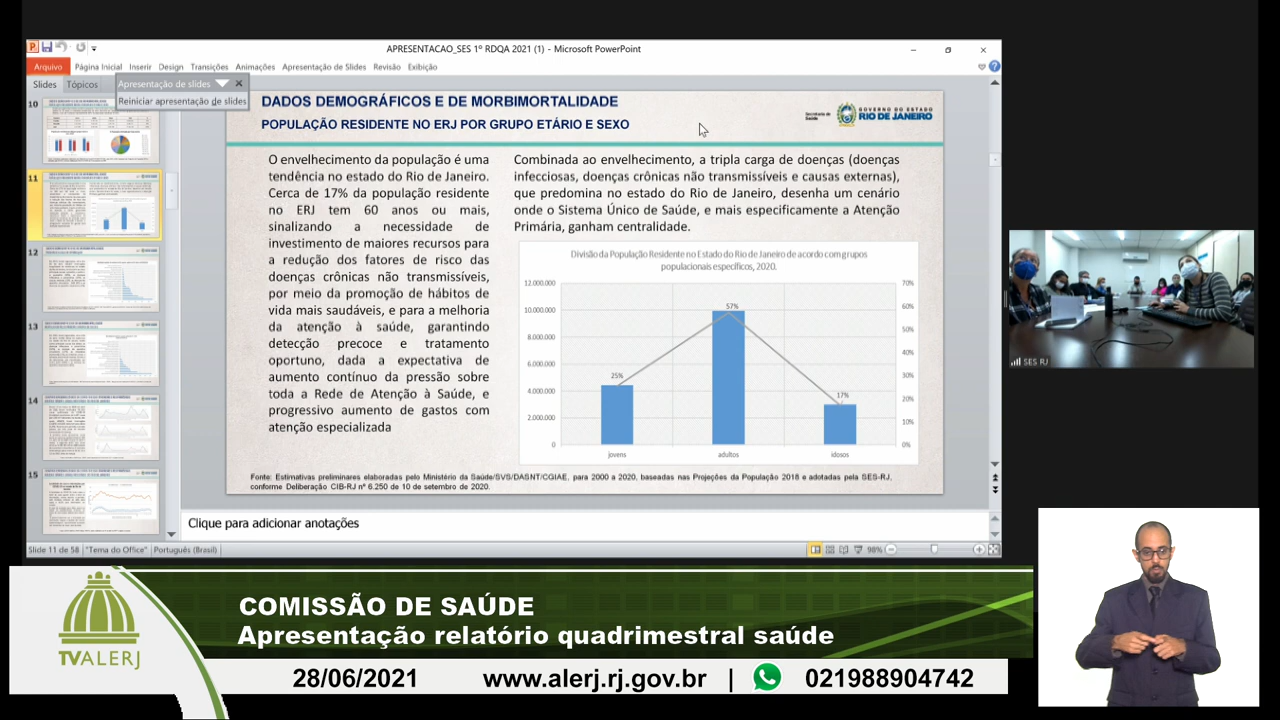 APRESENTACAO_SES 1º RDQA 2021 (1) - Microsoft PowerPoint
Arquivo Página Inicial Inserir Design Transições Animações Apresentação de Slides Revisão Exibição
Slides Tópicos
Apresentação de slides
Reiniciar apresentação de slides
10
11
12
13
14
15
DADOS DEMOGRÁFICOS E DE MORBIMORTALIDADE
POPULAÇÃO RESIDENTE NO ERJ POR GRUPO ETÁRIO E SEXO
Secretaria de
Saúde
GOVERNO DO ESTADO
RIO DE JANEIRO
O envelhecimento da população é uma
tendência no estado do Rio de Janeiro.
Cerca de 17% da população residente
no ERJ tem 60 anos ou mais,
sinalizando a necessidade de
investimento de maiores recursos para
a redução dos fatores de risco das
doenças crônicas não transmissíveis
por meio da promoção de hábitos de
vida mais saudáveis, e para a melhoria
da atenção à saúde, garantindo
detecção precoce e tratamento
oportuno, dada a expectativa de
aumento contínuo da pressão sobre
toda a Rede de Atenção à Saúde, e
progressivo aumento de gastos com
atenção especializada
Combinada ao envelhecimento, a tripla carga de doenças (doenças
infecciosas, doenças crônicas não transmissíveis e causas externas),
que predomina no estado do Rio de Janeiro, desenha um cenário
onde o Sistema Único de Saúde, e mais especificamente a Atenção
Primária, ganham centralidade.
Divisão da População Residente no Estado do Rio de Janeiro de acordo com grupos
populacionais específicos, 2020.
12.000.000
10.000.000
8.000.000
6.000.000
4.000.000
2.000.000
0
70%
60%
50%
40%
30%
20%
10%
0%
25%
57%
17%
jovens adultos idosos
Fonte: Estimativas preliminares elaboradas pelo Ministério da Saúde/SVS/DASNT/CGIAE, para 2000 a 2020, baseadas nas Projeções da População 2018 e adotadas pela SES-RJ,
conforme Deliberação CIB-RJ nº 6.250 de 10 de setembro de 2020.
Clique para adicionar anotações
Slide 11 de 58 "Tema do Office" Português (Brasil) 98%
SES RJ
TVALERJ
COMISSÃO DE SAÚDE
Apresentação relatório quadrimestral saúde
28/06/2021 www.alerj.rj.gov.br | 021988904742